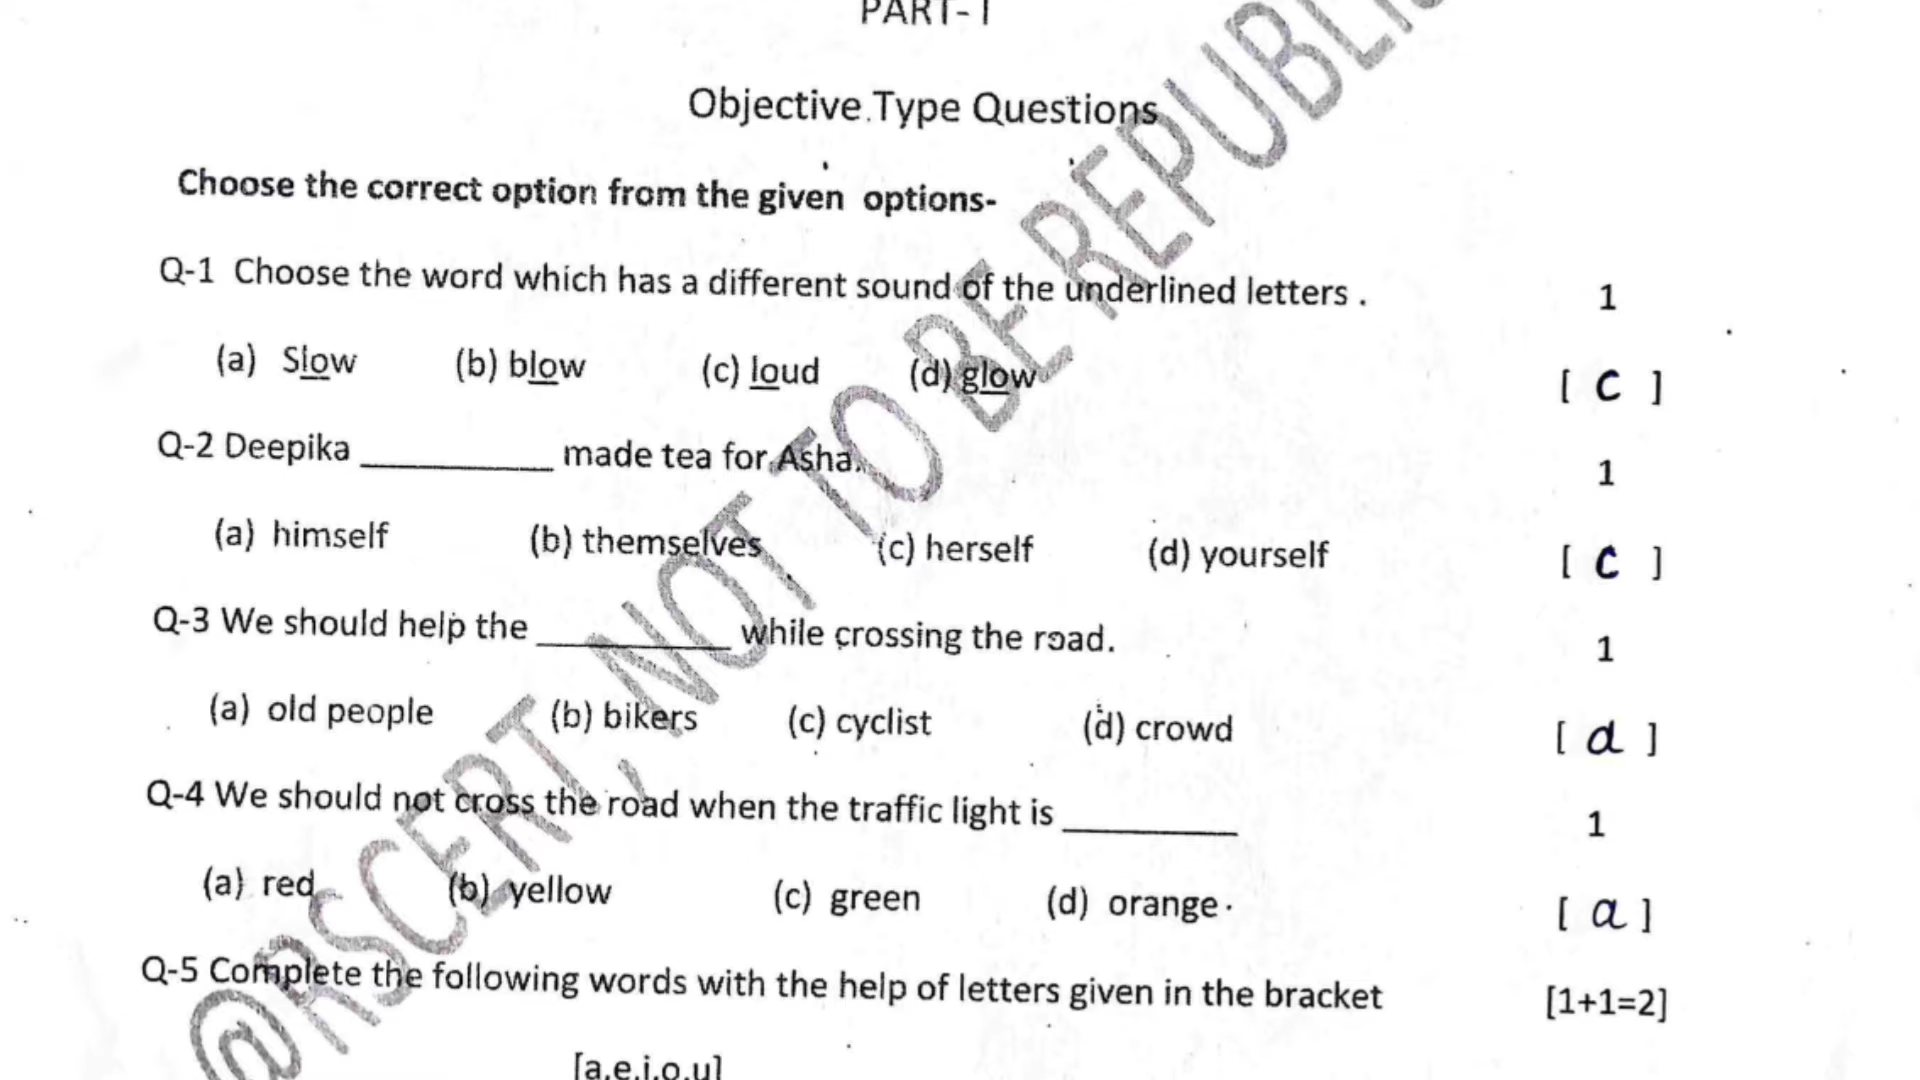 PART-1
Objective Type Questions
Choose the correct option from the given options-
Q-1 Choose the word which has a different sound of the underlined letters . 1
(a) Slow (b) blow (c) loud (d) glow [ C ]
Q-2 Deepika __________ made tea for Asha. 1
(a) himself (b) themselves (c) herself (d) yourself [ C ]
Q-3 We should help the __________ while crossing the road. 1
(a) old people (b) bikers (c) cyclist (d) crowd [ d ]
Q-4 We should not cross the road when the traffic light is __________ 1
(a) red (b) yellow (c) green (d) orange [ a ]
Q-5 Complete the following words with the help of letters given in the bracket [1+1=2]
[a,e,i,o,u]
@RSCERT, NOT TO BE REPUBLI